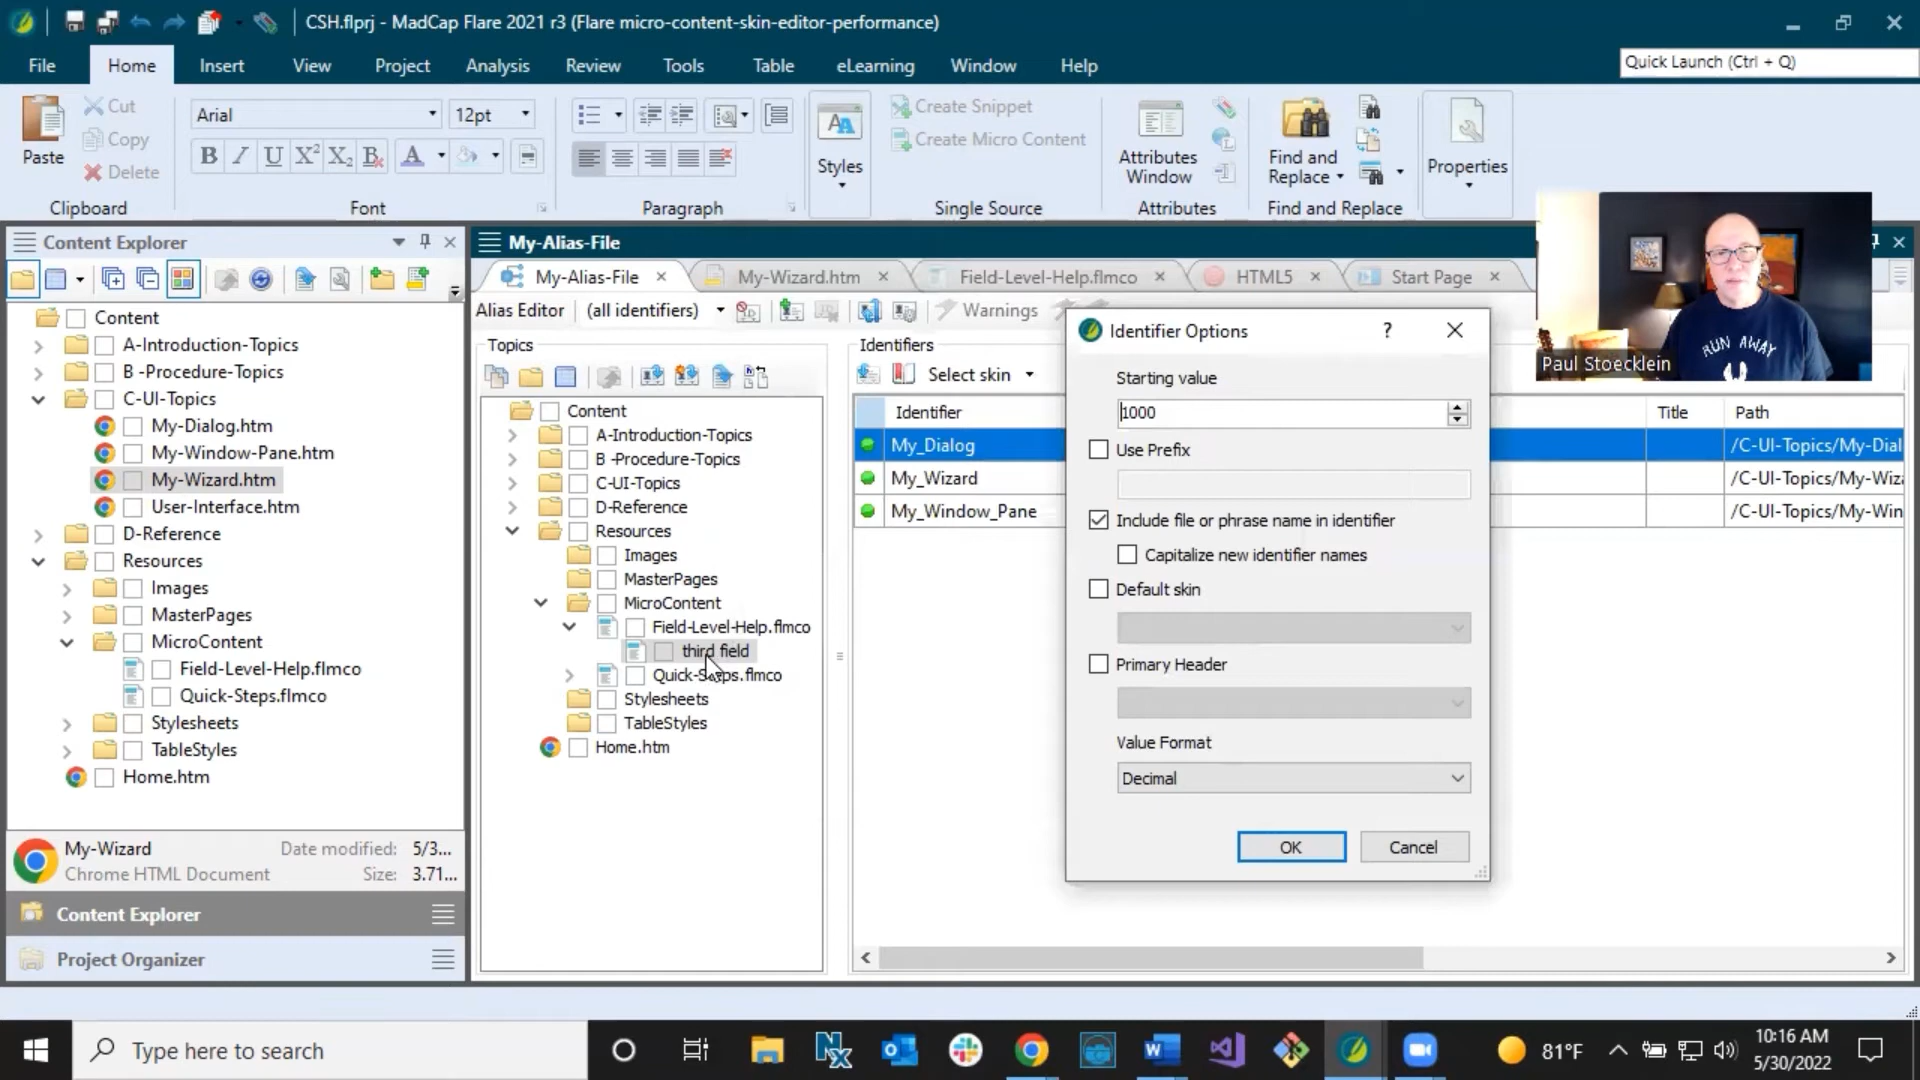 CSH.flprj - MadCap Flare 2021 r3 (Flare micro-content-skin-editor-performance)
File Home Insert View Project Analysis Review Tools Table eLearning Window Help Quick Launch (Ctrl + Q)
Paste Cut Copy Delete
Clipboard
Arial 12pt
B I U X² X₂ B A
Font
Paragraph
Styles
Create Snippet
Create Micro Content
Single Source
Attributes Window
Attributes
Find and Replace
Find and Replace
Properties
Content Explorer
Content
A-Introduction-Topics
B -Procedure-Topics
C-UI-Topics
My-Dialog.htm
My-Window-Pane.htm
My-Wizard.htm
User-Interface.htm
D-Reference
Resources
Images
MasterPages
MicroContent
Field-Level-Help.flmco
Quick-Steps.flmco
Stylesheets
TableStyles
Home.htm
My-Wizard Date modified: 5/3...
Chrome HTML Document Size: 3.71...
Content Explorer
Project Organizer
My-Alias-File
My-Alias-File My-Wizard.htm Field-Level-Help.flmco HTML5 Start Page
Alias Editor (all identifiers) Warnings
Topics
Content
A-Introduction-Topics
B -Procedure-Topics
C-UI-Topics
D-Reference
Resources
Images
MasterPages
MicroContent
Field-Level-Help.flmco
third field
Quick-Steps.flmco
Stylesheets
TableStyles
Home.htm
Identifiers
Select skin
Identifier Title Path
My_Dialog /C-UI-Topics/My-Dial
My_Wizard /C-UI-Topics/My-Wiz
My_Window_Pane /C-UI-Topics/My-Win
Identifier Options ?
Starting value
1000
Use Prefix
Include file or phrase name in identifier
Capitalize new identifier names
Default skin
Primary Header
Value Format
Decimal
OK Cancel
RUN AWAY
Paul Stoecklein
Type here to search
81°F
10:16 AM
5/30/2022